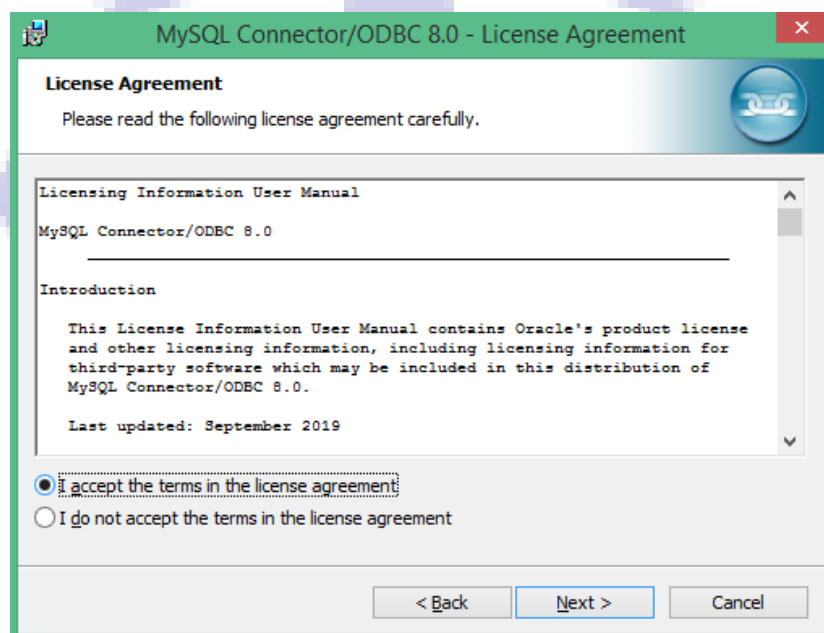 MySQL Connector/ODBC 8.0 - License Agreement
License Agreement
Please read the following license agreement carefully.
Licensing Information User Manual
MySQL Connector/ODBC 8.0
Introduction
This License Information User Manual contains Oracle's product license
and other licensing information, including licensing information for
third-party software which may be included in this distribution of
MySQL Connector/ODBC 8.0.
Last updated: September 2019
I accept the terms in the license agreement
I do not accept the terms in the license agreement
< Back
Next >
Cancel